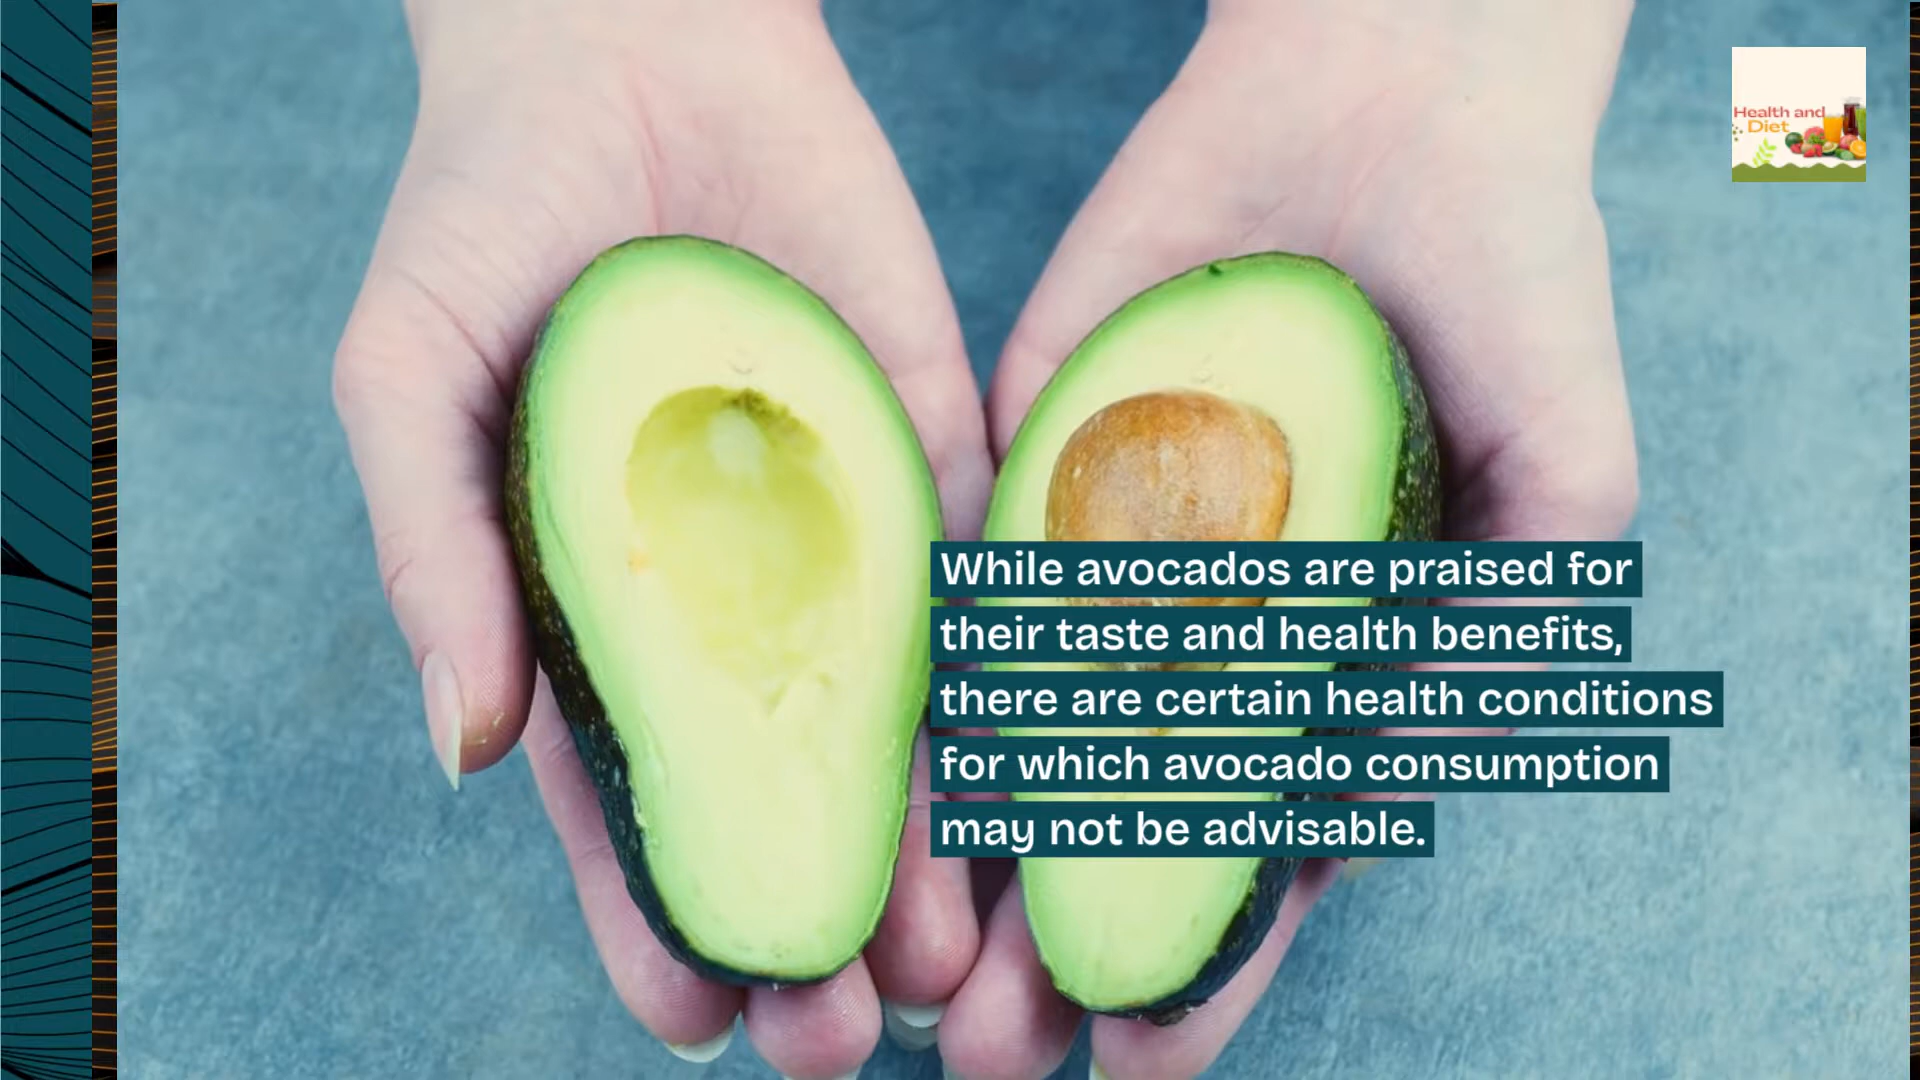 Health and
Diet
While avocados are praised for
their taste and health benefits,
there are certain health conditions
for which avocado consumption
may not be advisable.